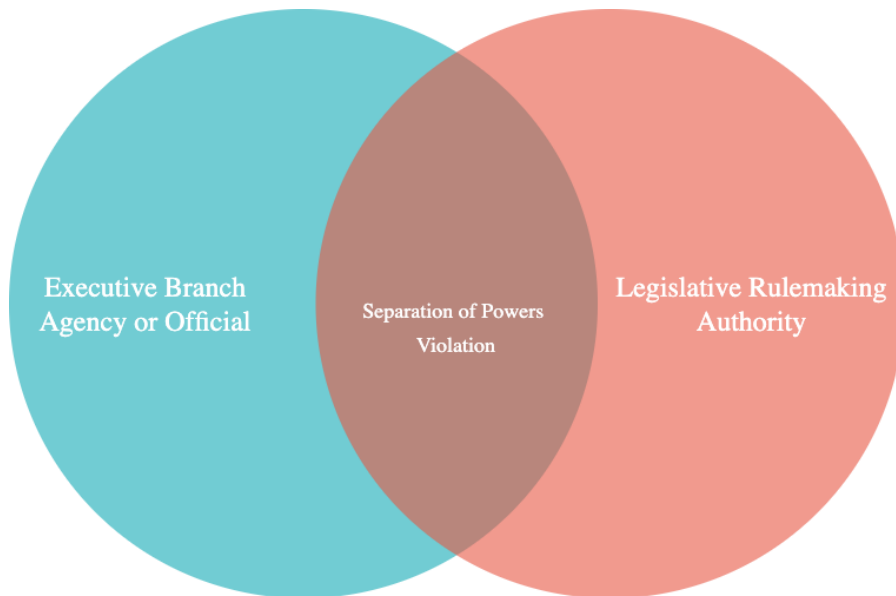 Executive Branch
Agency or Official
Separation of Powers
Violation
Legislative Rulemaking
Authority